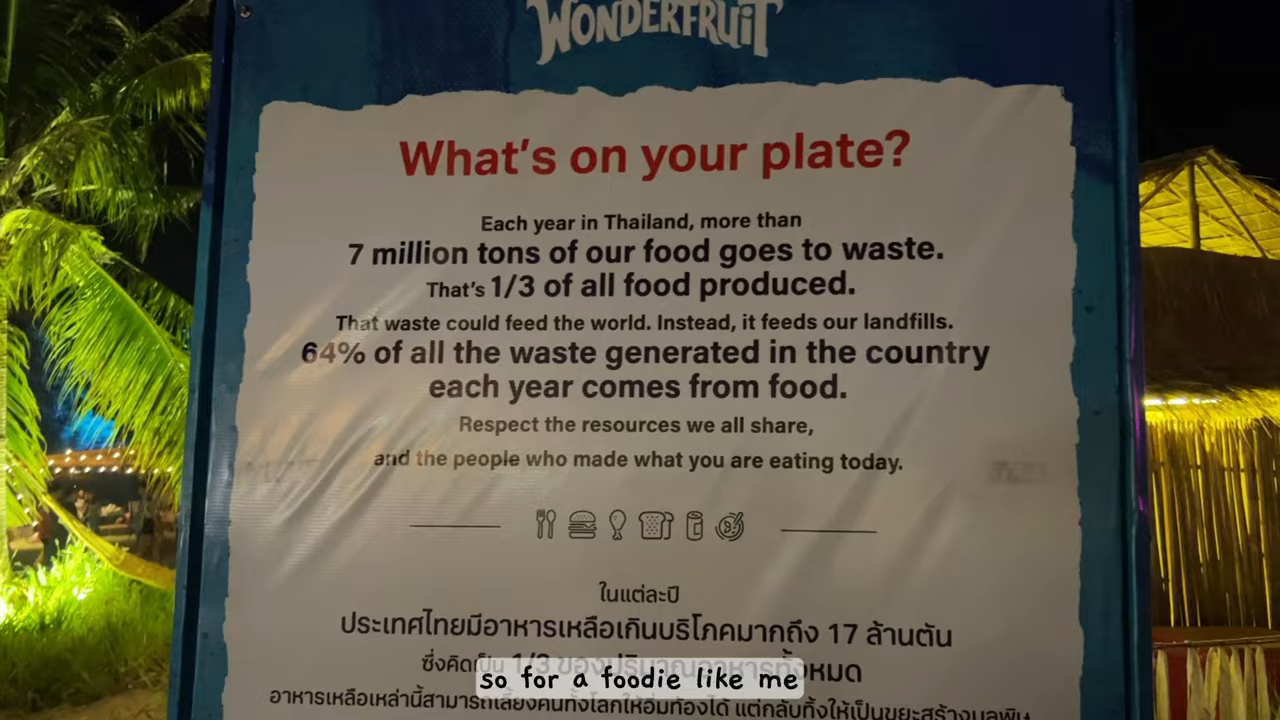 WONDERFRUIT
What's on your plate?
Each year in Thailand, more than
7 million tons of our food goes to waste.
That's 1/3 of all food produced.
That waste could feed the world. Instead, it feeds our landfills.
64% of all the waste generated in the country
each year comes from food.
Respect the resources we all share,
and the people who made what you are eating today.
ในแต่ละปี
ประเทศไทยมีอาหารเหลือเกินบริโภคมากถึง 17 ล้านตัน
ซึ่งคิดเป็น 1/3 ของปริมาณอาหารทั้งหมด
so for a foodie like me
อาหารเหลือเหล่านี้สามารถเลี้ยงคนทั้งโลกให้อิ่มท้องได้ แต่กลับทิ้งให้เป็นขยะสร้างมลพิษ